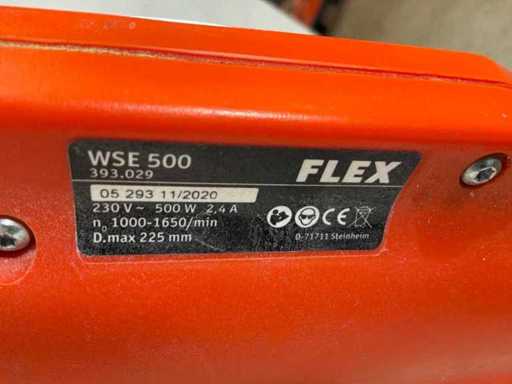 WSE 500
393.029
FLEX
05 293 11/2020
230 V ~ 500 W 2,4 A
n₀ 1000-1650/min
D.max 225 mm
CE
D-71711 Steinheim